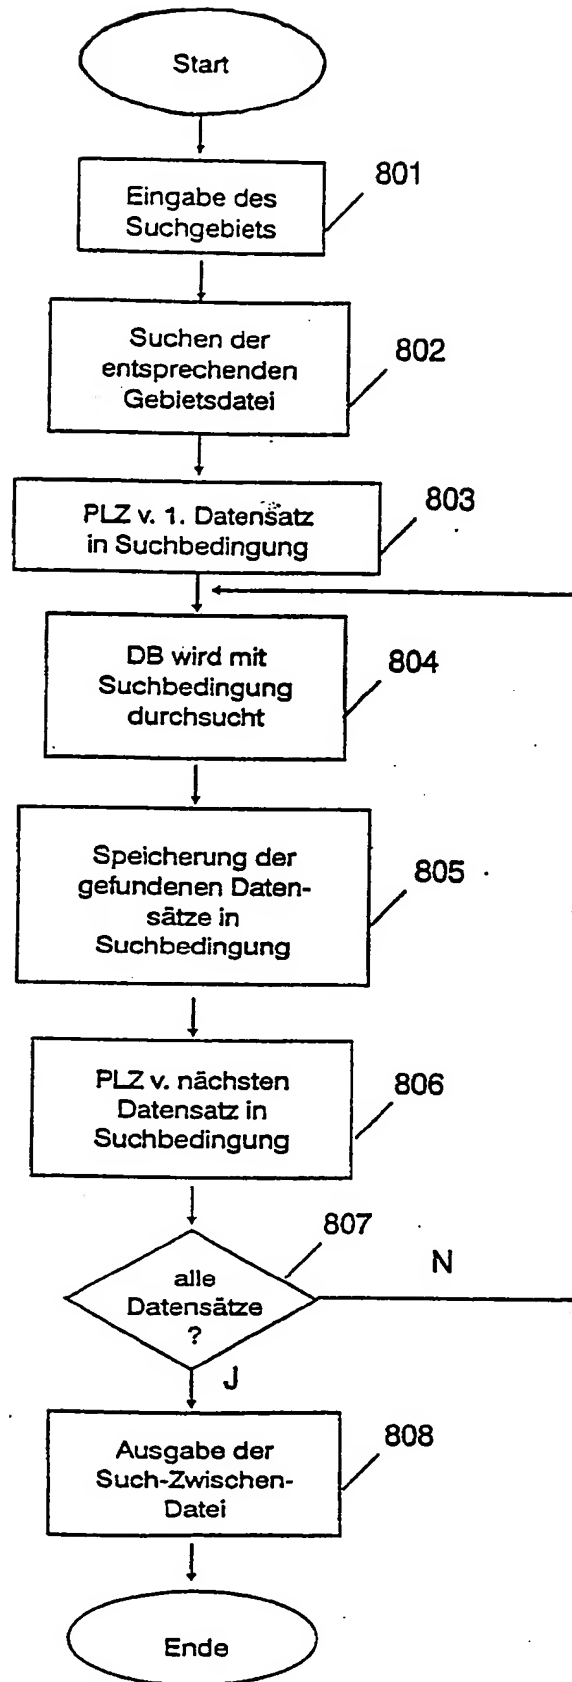 Start
801
Eingabe des
Suchgebiets
802
Suchen der
entsprechenden
Gebietsdatei
803
PLZ v. 1. Datensatz
in Suchbedingung
804
DB wird mit
Suchbedingung
durchsucht
805
Speicherung der
gefundenen Daten-
sätze in
Suchbedingung
806
PLZ v. nächsten
Datensatz in
Suchbedingung
807
N
alle
Datensätze
?
J
808
Ausgabe der
Such-Zwischen-
Datei
Ende